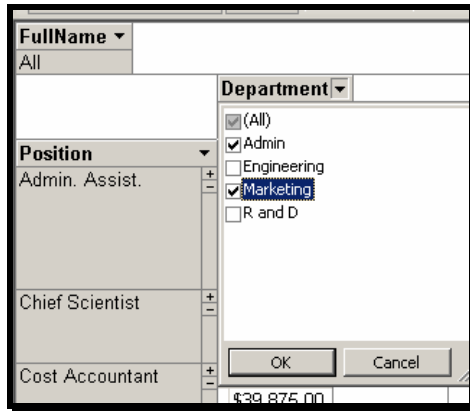 FullName
All
Department
(All)
Admin
Engineering
Marketing
R and D
Position
Admin. Assist.
Chief Scientist
Cost Accountant
OK
Cancel
$39,875.00